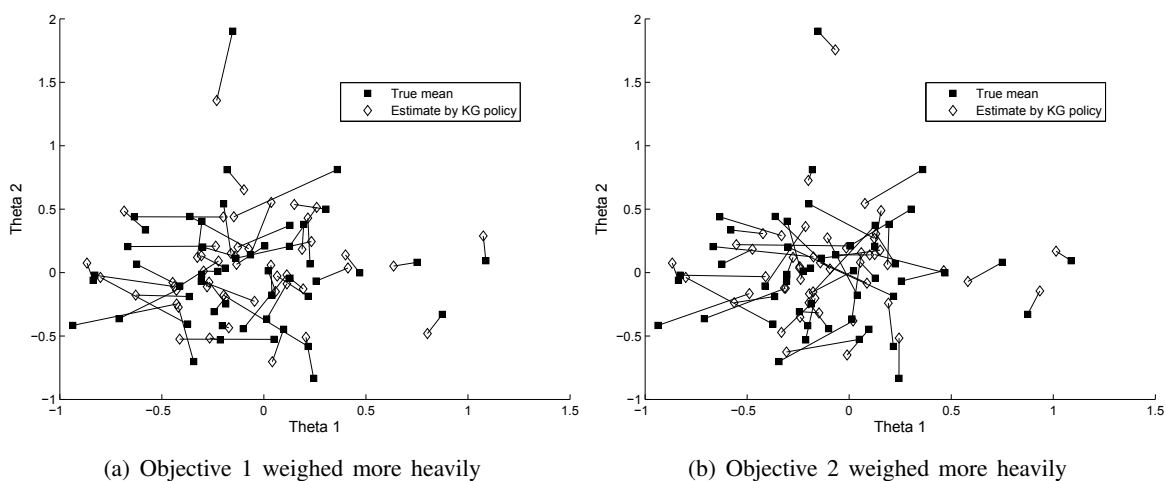 2
1.5
1
0.5
0
−0.5
−1
−1
−0.5
0
0.5
1
1.5
Theta 1
Theta 2
True mean
Estimate by KG policy
(a) Objective 1 weighed more heavily
2
1.5
1
0.5
0
−0.5
−1
−1
−0.5
0
0.5
1
1.5
Theta 1
Theta 2
True mean
Estimate by KG policy
(b) Objective 2 weighed more heavily